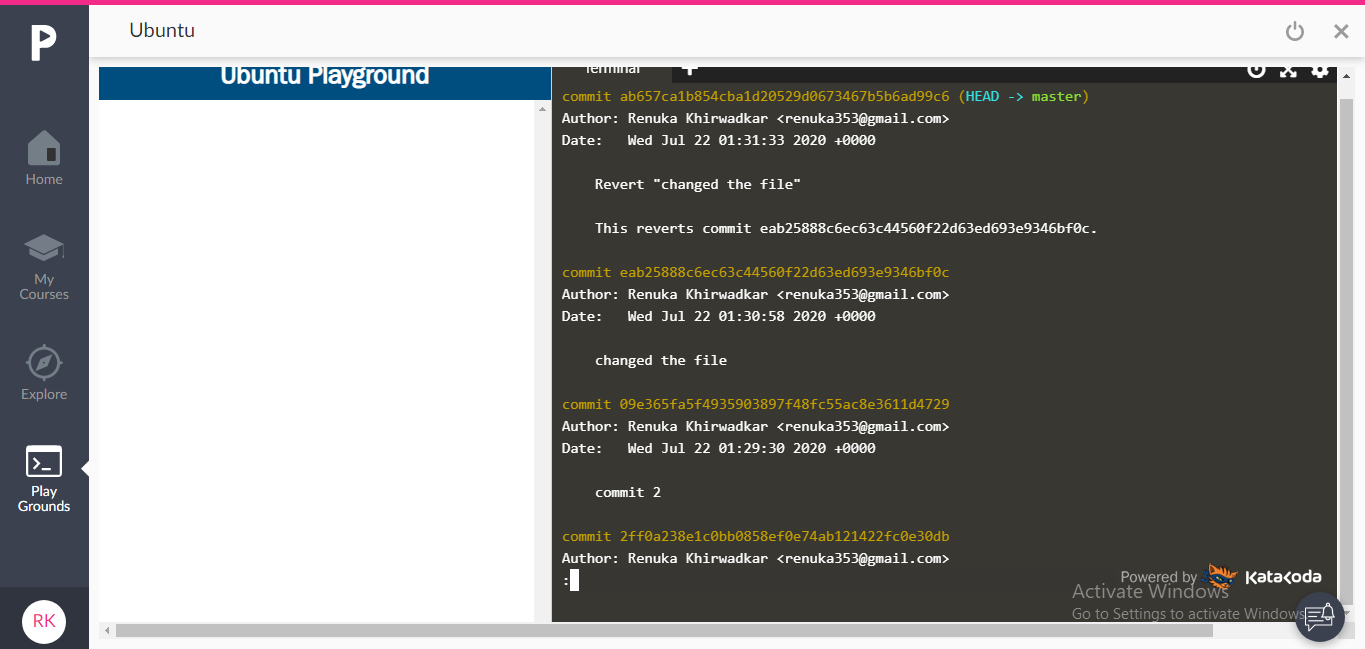 P
Ubuntu
Home
My
Courses
Explore
Play
Grounds
RK
Ubuntu Playground
Terminal
+
commit ab657ca1b854cba1d20529d0673467b5b6ad99c6 (HEAD -> master)
Author: Renuka Khirwadkar <renuka353@gmail.com>
Date:   Wed Jul 22 01:31:33 2020 +0000
Revert "changed the file"
This reverts commit eab25888c6ec63c44560f22d63ed693e9346bf0c.
commit eab25888c6ec63c44560f22d63ed693e9346bf0c
Author: Renuka Khirwadkar <renuka353@gmail.com>
Date:   Wed Jul 22 01:30:58 2020 +0000
changed the file
commit 09e365fa5f4935903897f48fc55ac8e3611d4729
Author: Renuka Khirwadkar <renuka353@gmail.com>
Date:   Wed Jul 22 01:29:30 2020 +0000
commit 2
commit 2ff0a238e1c0bb0858ef0e74ab121422fc0e30db
Author: Renuka Khirwadkar <renuka353@gmail.com>
:
Powered by Katacoda
Activate Windows
Go to Settings to activate Windows